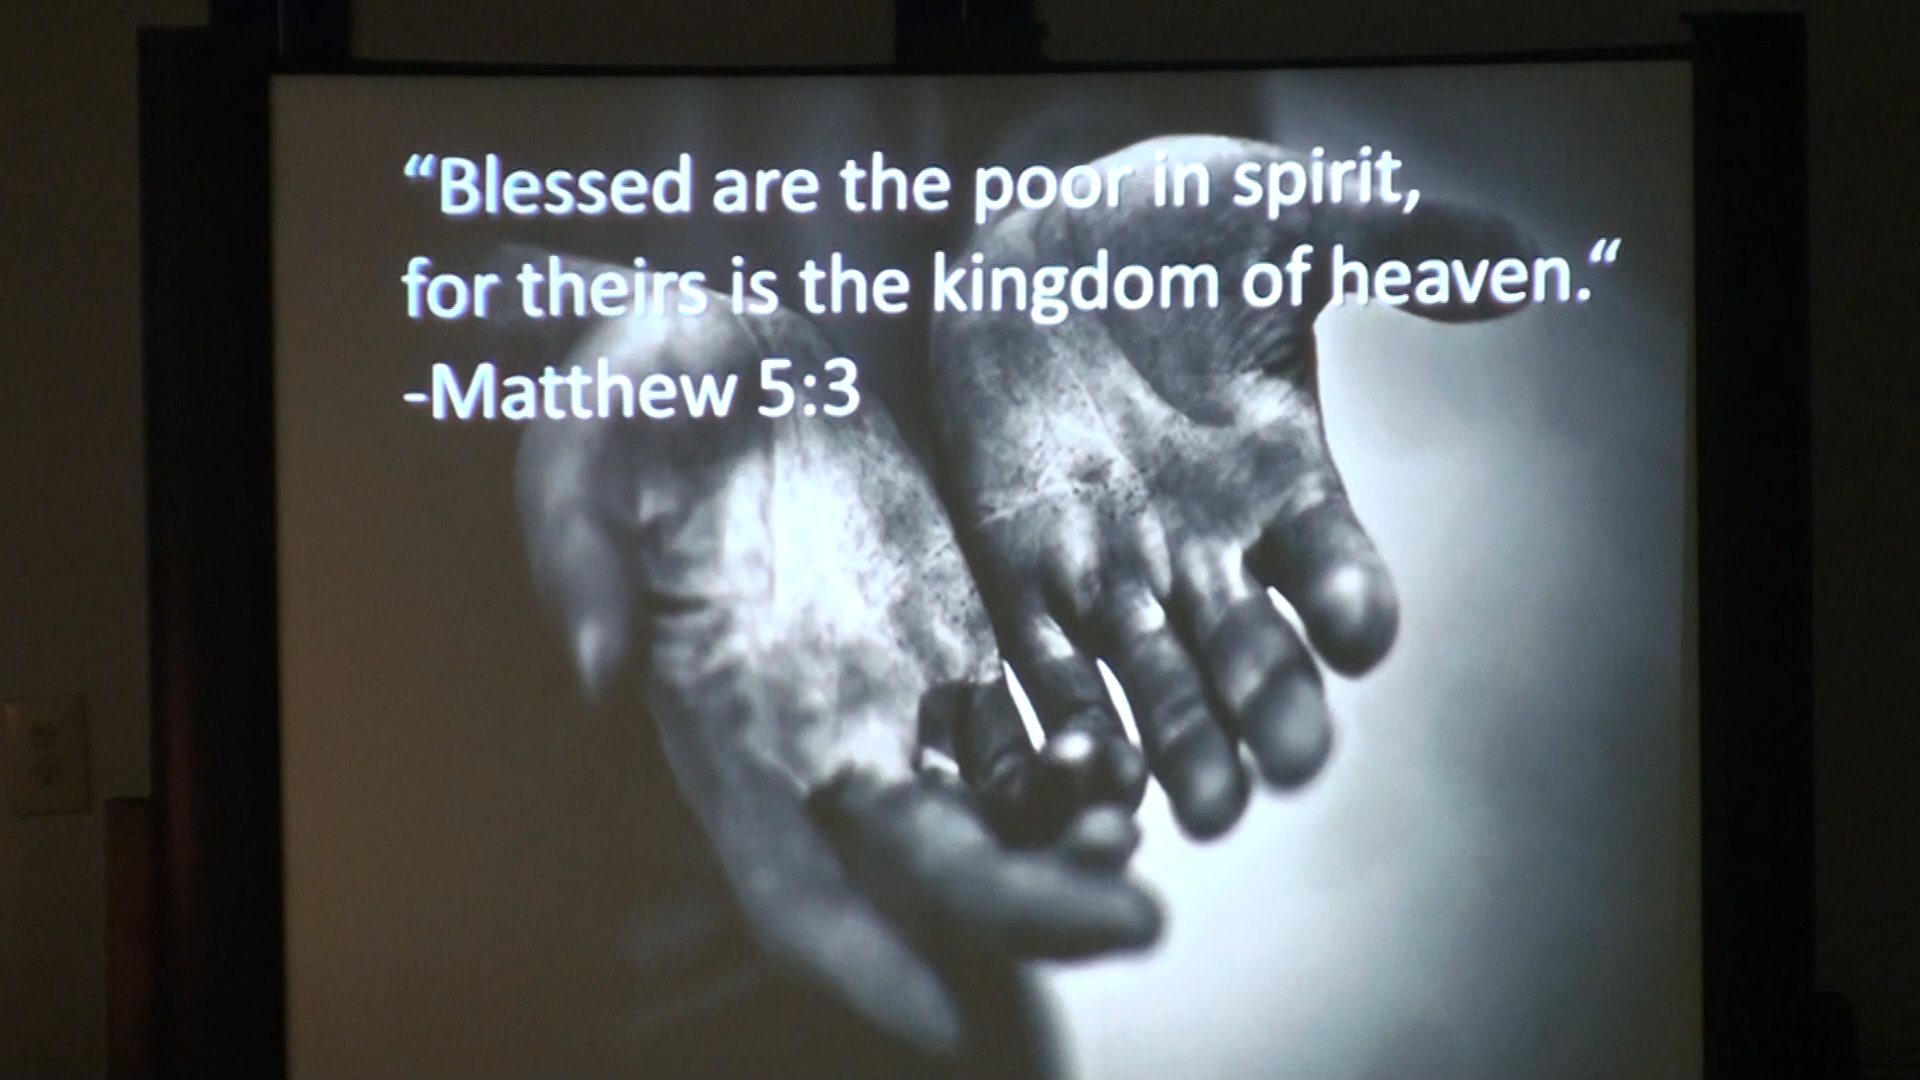 “Blessed are the poor in spirit,
for theirs is the kingdom of heaven.“
-Matthew 5:3